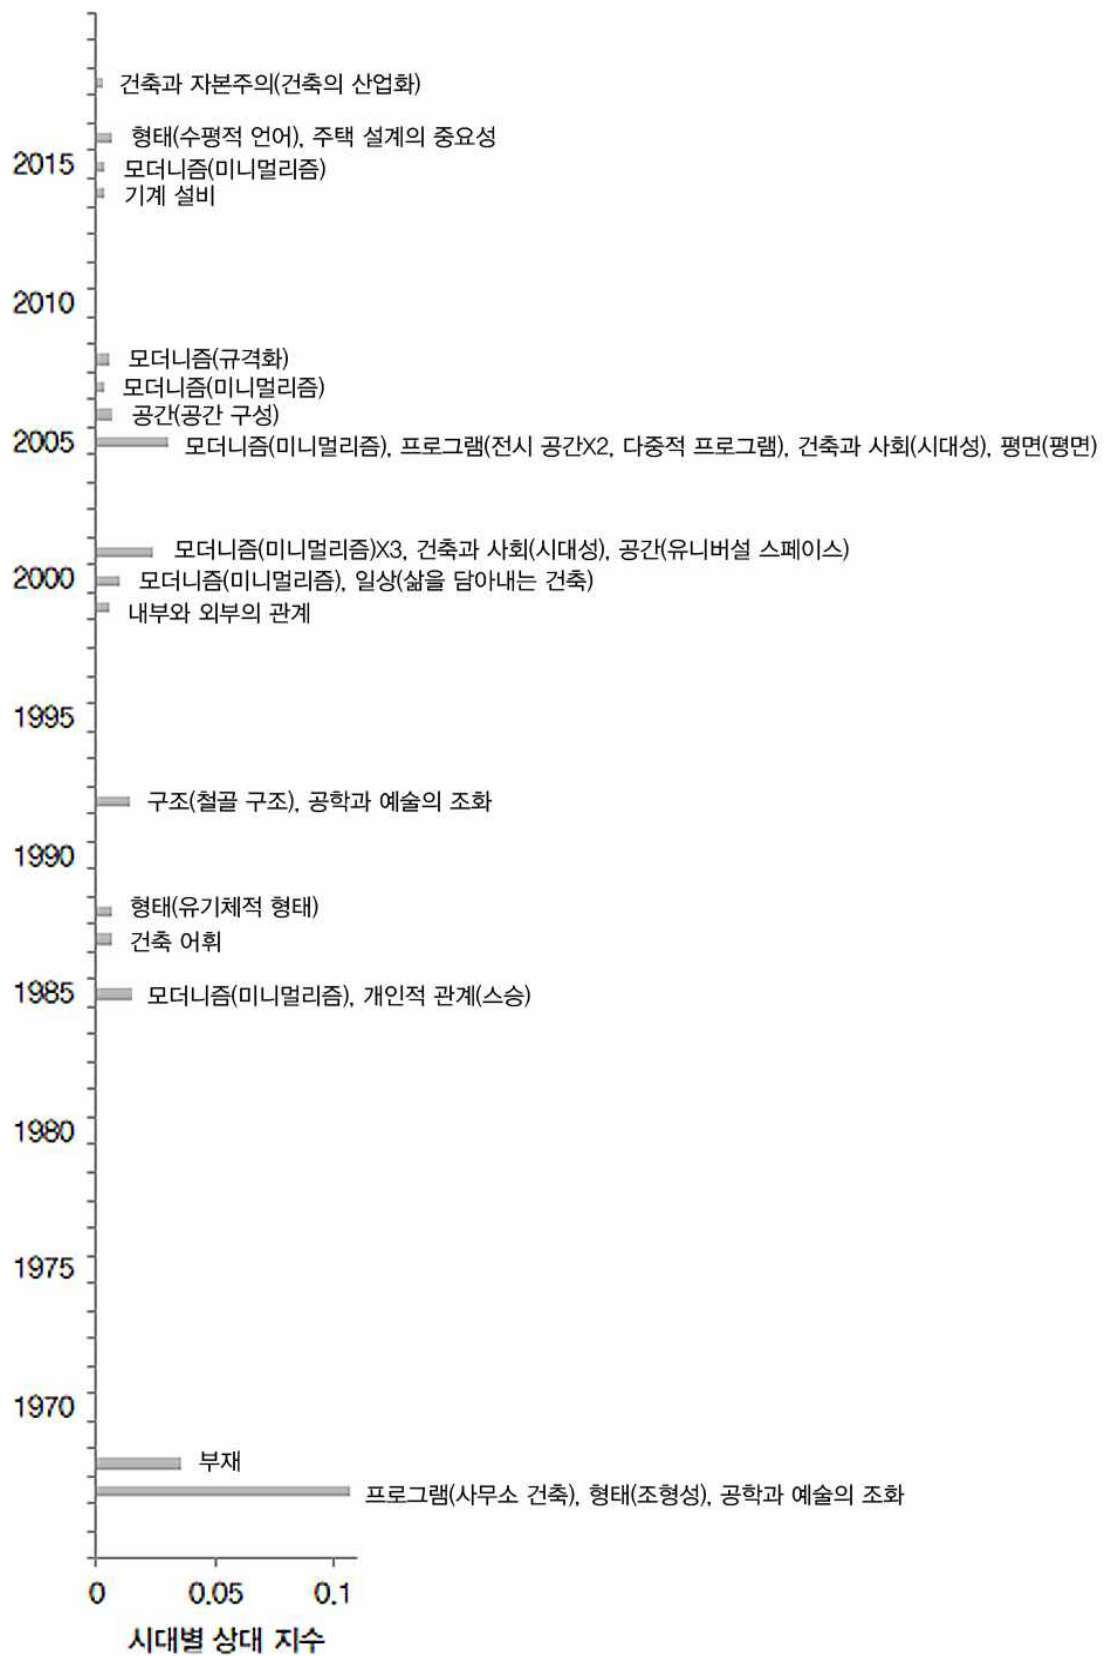 건축과 자본주의(건축의 산업화)
형태(수평적 언어), 주택 설계의 중요성
2015
모더니즘(미니멀리즘)
기계 설비
2010
모더니즘(규격화)
모더니즘(미니멀리즘)
공간(공간 구성)
2005
모더니즘(미니멀리즘), 프로그램(전시 공간X2, 다중적 프로그램), 건축과 사회(시대성), 평면(평면)
모더니즘(미니멀리즘)X3, 건축과 사회(시대성), 공간(유니버설 스페이스)
2000
모더니즘(미니멀리즘), 일상(삶을 담아내는 건축)
내부와 외부의 관계
1995
구조(철골 구조), 공학과 예술의 조화
1990
형태(유기체적 형태)
건축 어휘
1985
모더니즘(미니멀리즘), 개인적 관계(스승)
1980
1975
1970
부재
프로그램(사무소 건축), 형태(조형성), 공학과 예술의 조화
0 0.05 0.1
시대별 상대 지수